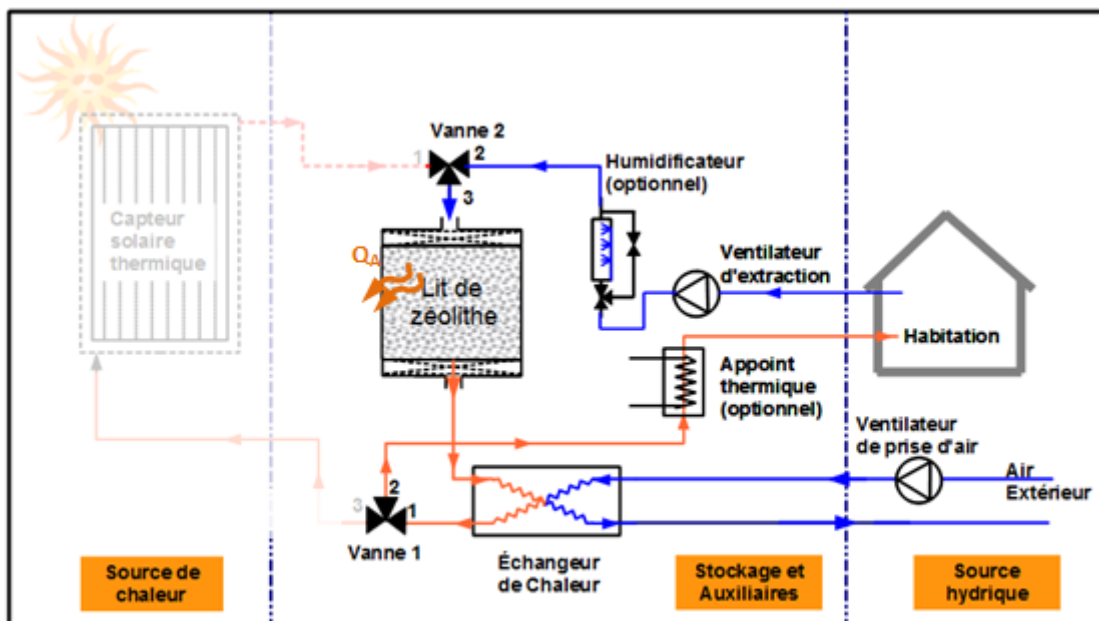 Vanne 2
1
2
3
Humidificateur
(optionnel)
Capteur
solaire
thermique
QA
Lit de
zéolithe
Ventilateur
d'extraction
Habitation
Appoint
thermique
(optionnel)
Ventilateur
de prise d'air
Air
Extérieur
3
2
1
Vanne 1
Échangeur
de Chaleur
Source de
chaleur
Stockage et
Auxiliaires
Source
hydrique